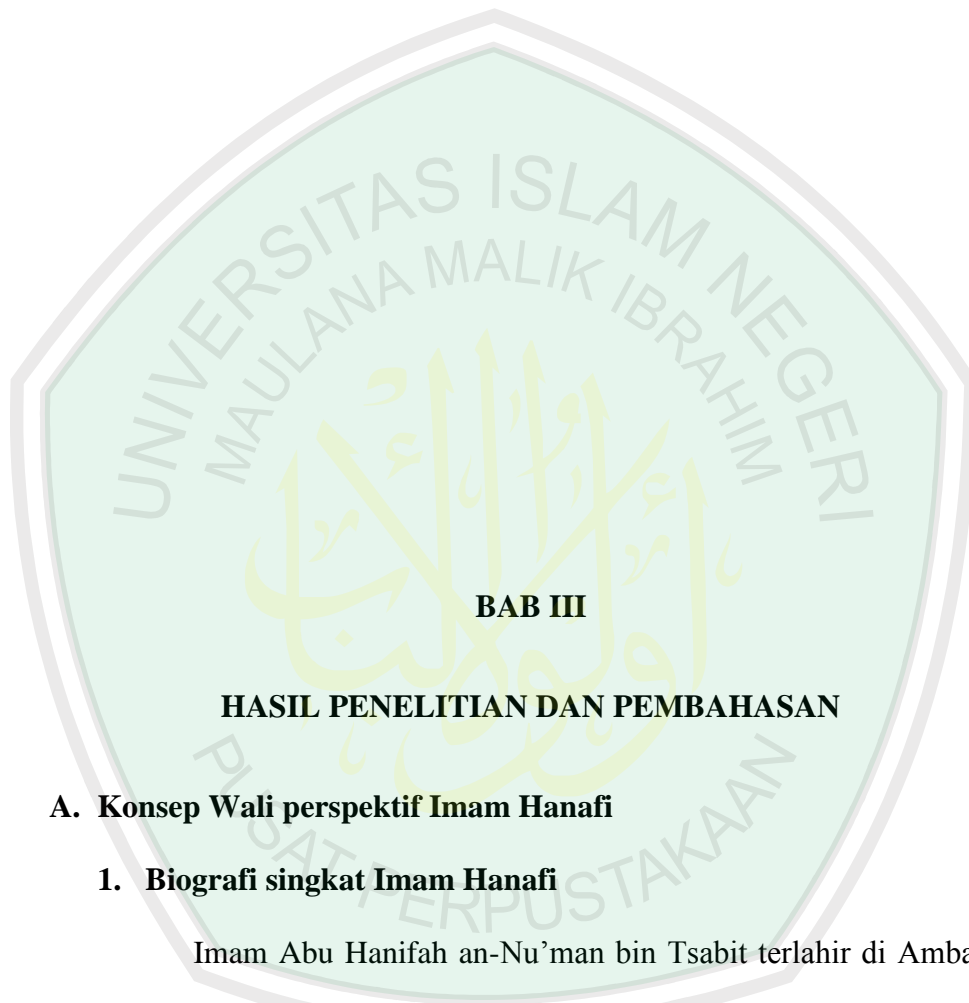 UNIVERSITAS ISLAM NEGERI
MAULANA MALIK IBRAHIM
BAB III
HASIL PENELITIAN DAN PEMBAHASAN
A. Konsep Wali perspektif Imam Hanafi
1. Biografi singkat Imam Hanafi
Imam Abu Hanifah an-Nu’man bin Tsabit terlahir di
PUSAT PERPUSTAKAAN